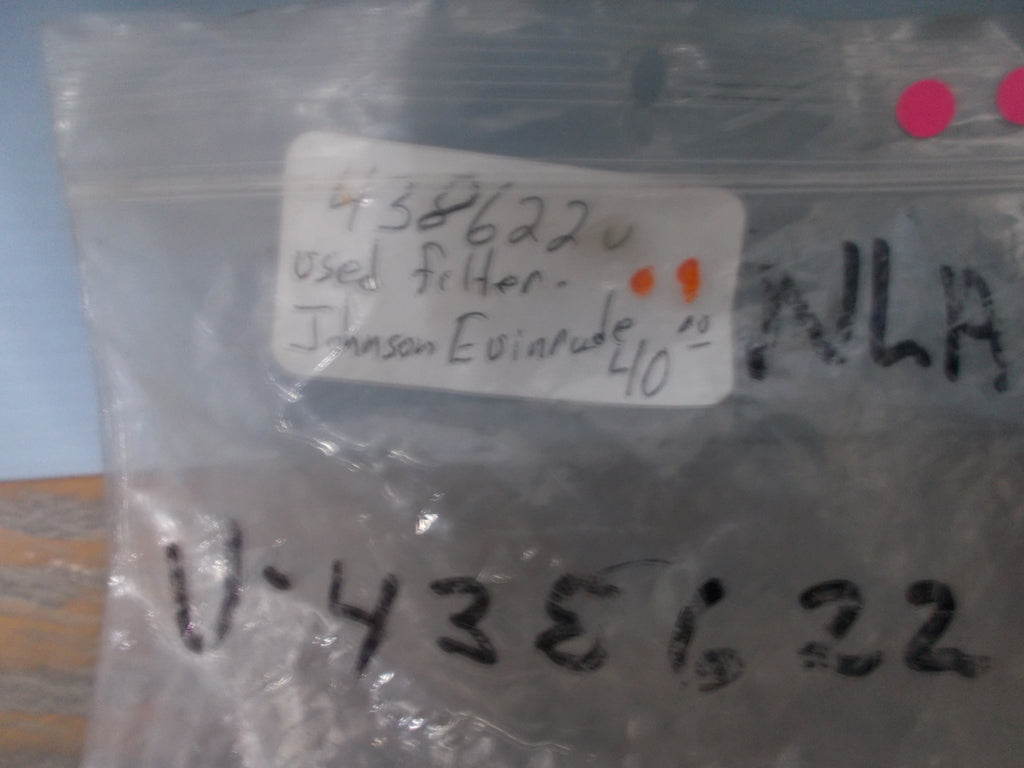 438622 U
used filter.
Johnson Evinrude
40 00
NLA
U-438622